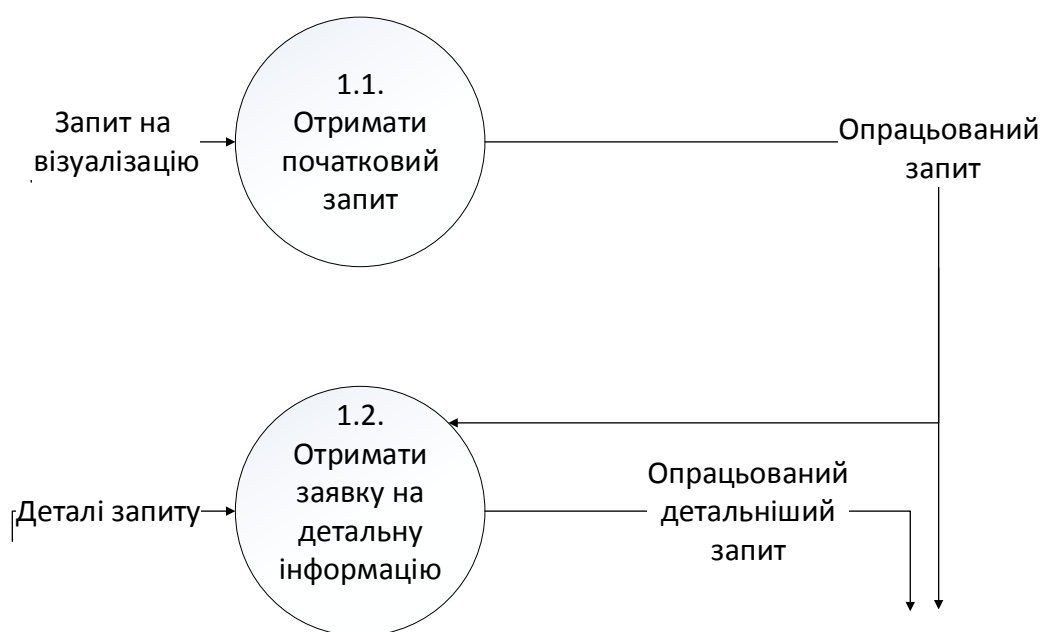 1.1.
Отримати
початковий
запит
Запит на
візуалізацію
Опрацьований
запит
1.2.
Отримати
заявку на
детальну
інформацію
Деталі запиту
Опрацьований
детальніший
запит